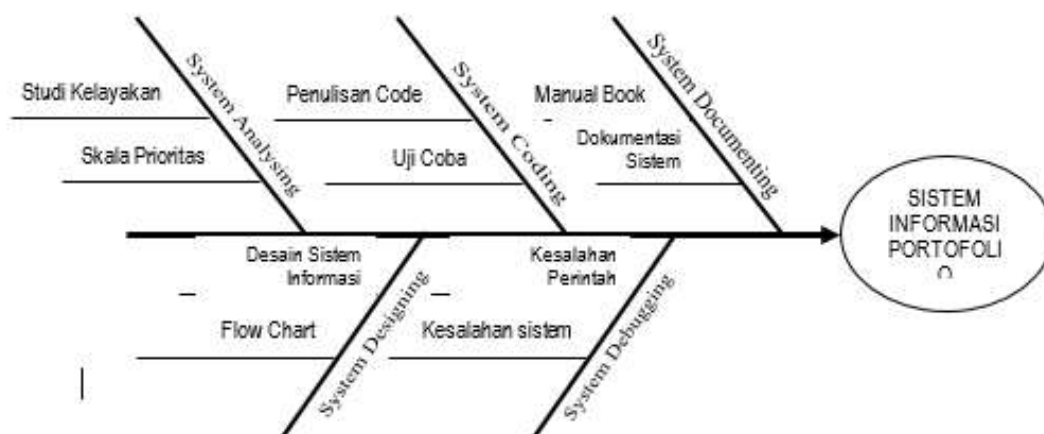 System Analysing
Studi Kelayakan
Skala Prioritas
System Coding
Penulisan Code
Uji Coba
System Documenting
Manual Book
Dokumentasi
Sistem
SISTEM
INFORMASI
PORTOFOLI
O
System Designing
Desain Sistem
Informasi
Flow Chart
System Debugging
Kesalahan
Perintah
Kesalahan sistem